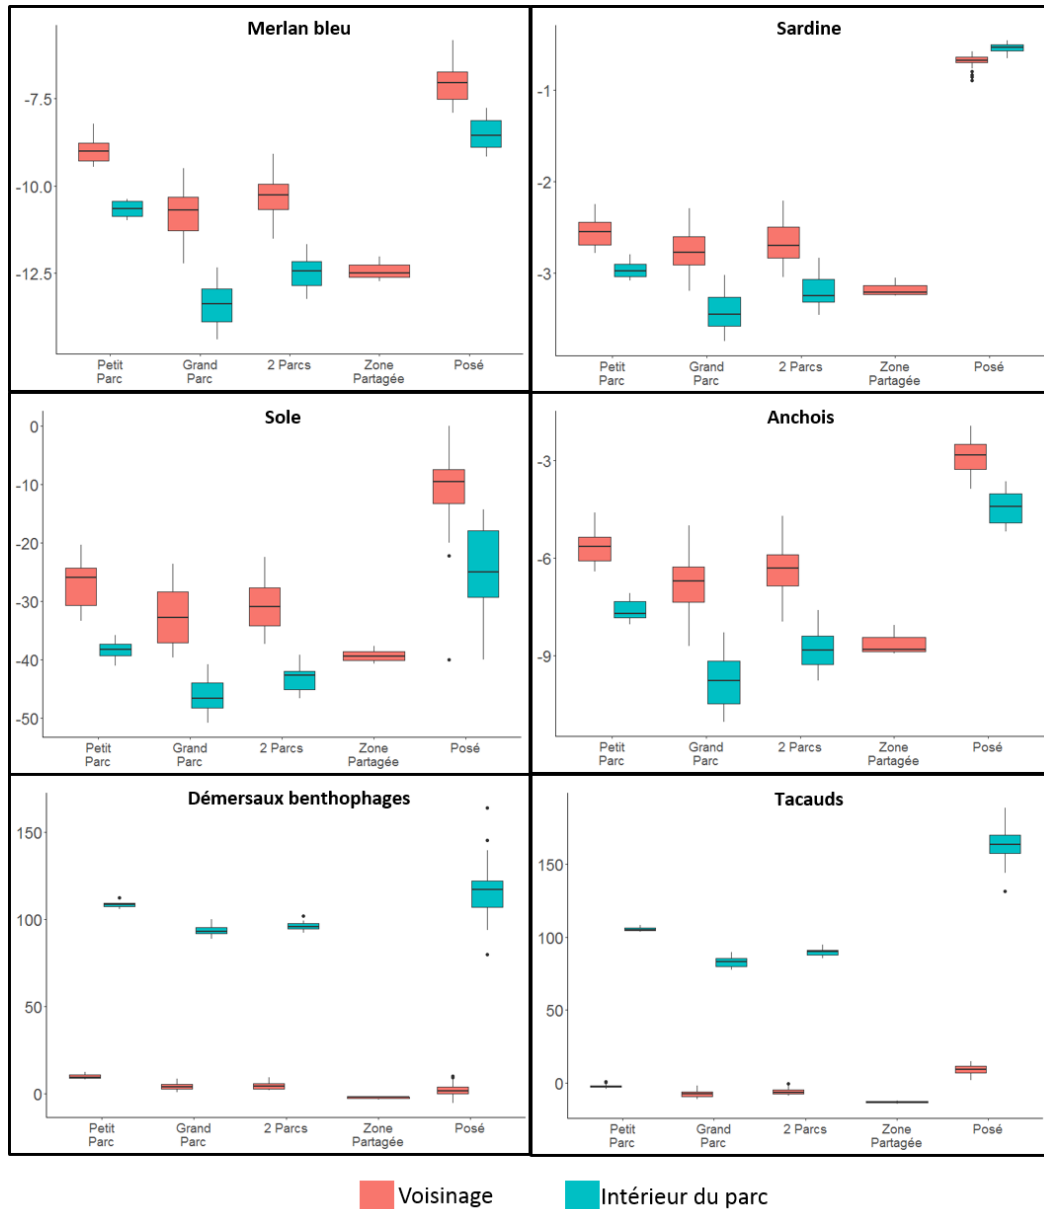 Merlan bleu
-7.5
-10.0
-12.5
Petit Parc
Grand Parc
2 Parcs
Zone Partagée
Posé
Sardine
-1
-2
-3
Petit Parc
Grand Parc
2 Parcs
Zone Partagée
Posé
Sole
0
-10
-20
-30
-40
-50
Petit Parc
Grand Parc
2 Parcs
Zone Partagée
Posé
Anchois
-3
-6
-9
Petit Parc
Grand Parc
2 Parcs
Zone Partagée
Posé
Démersaux benthophages
150
100
50
0
Petit Parc
Grand Parc
2 Parcs
Zone Partagée
Posé
Tacauds
150
100
50
0
Petit Parc
Grand Parc
2 Parcs
Zone Partagée
Posé
Voisinage
Intérieur du parc